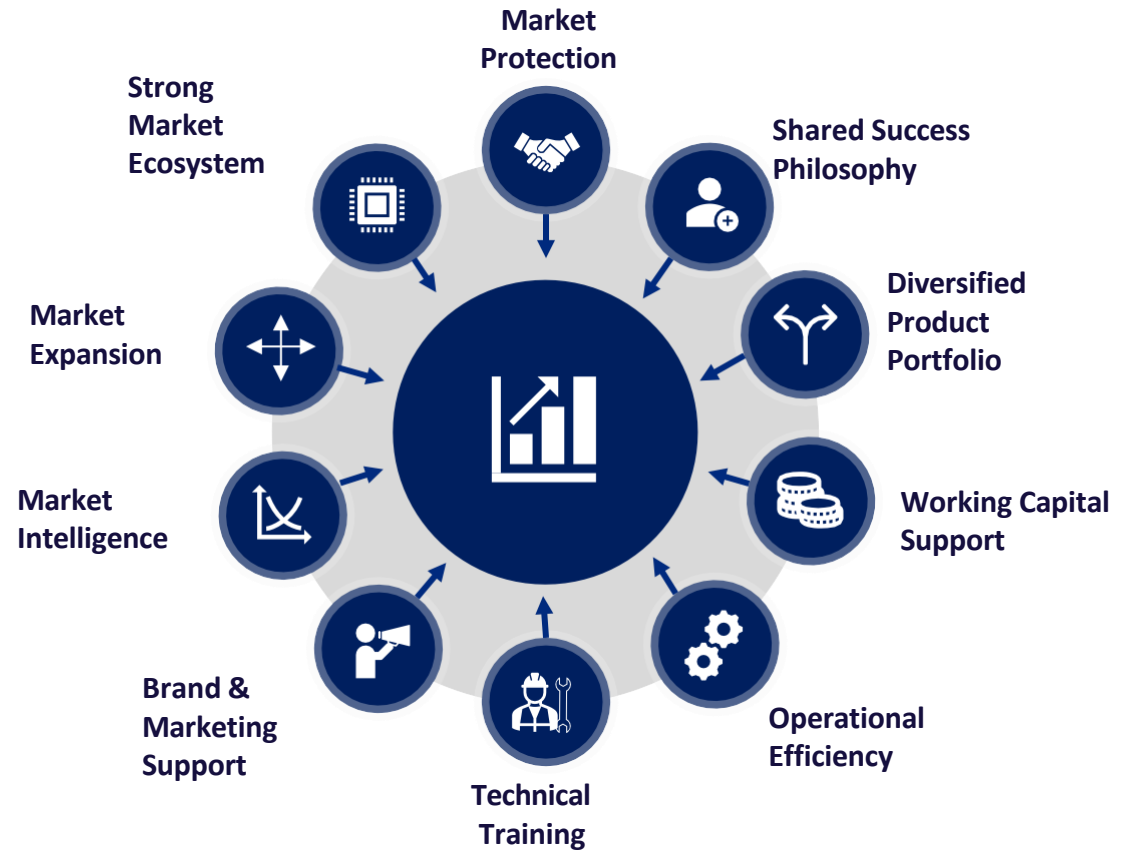 Market
Protection
Shared Success
Philosophy
Diversified
Product
Portfolio
Working Capital
Support
Operational
Efficiency
Technical
Training
Brand &
Marketing
Support
Market
Intelligence
Market
Expansion
Strong
Market
Ecosystem